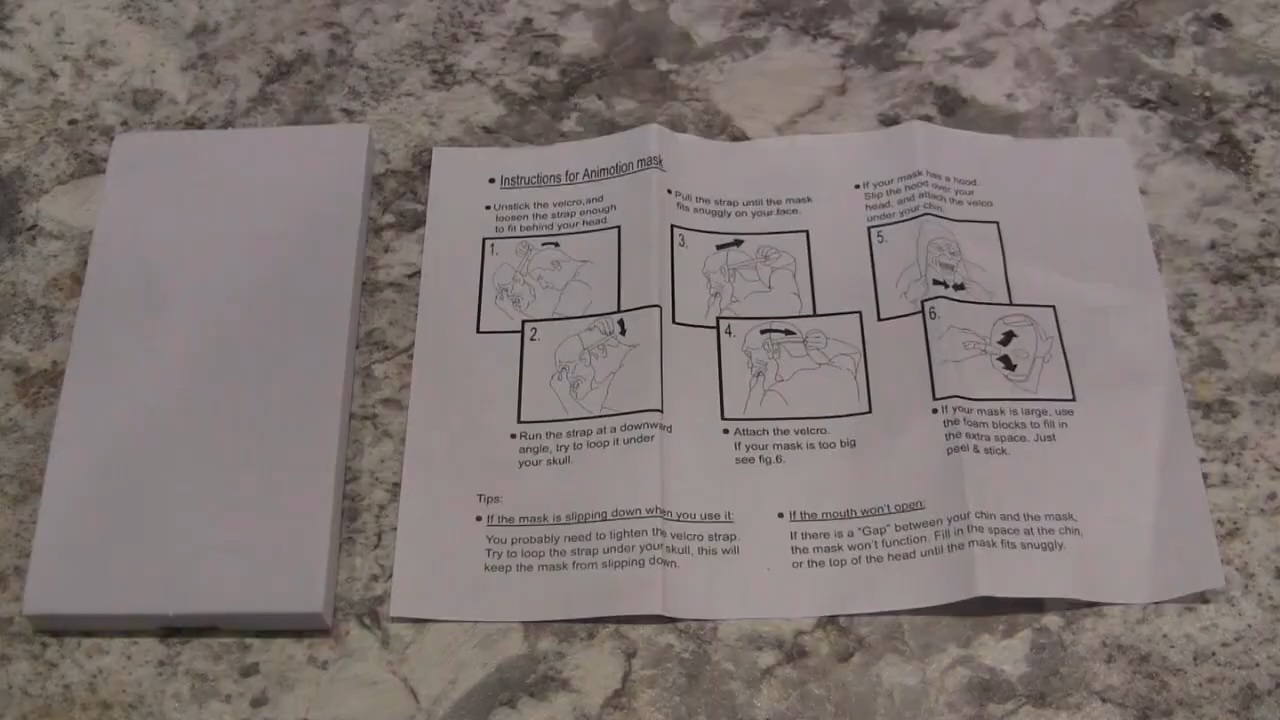 • Instructions for Animotion mask
• Unstick the velcro,and
loosen the strap enough
to fit behind your head.
1.
2.
• Run the strap at a downward
angle, try to loop it under
your skull.
• Pull the strap until the mask
fits snuggly on your face.
3.
4.
• Attach the velcro.
If your mask is too big
see fig.6.
• If your mask has a hood.
Slip the hood over your
head, and attach the velco
under your chin.
5.
6.
• If your mask is large, use
the foam blocks to fill in
the extra space. Just
peel & stick.
Tips:
• If the mask is slipping down when you use it:
You probably need to tighten the velcro strap.
Try to loop the strap under your skull, this will
keep the mask from slipping down.
• If the mouth won't open:
If there is a "Gap" between your chin and the mask,
the mask won't function. Fill in the space at the chin,
or the top of the head until the mask fits snuggly.